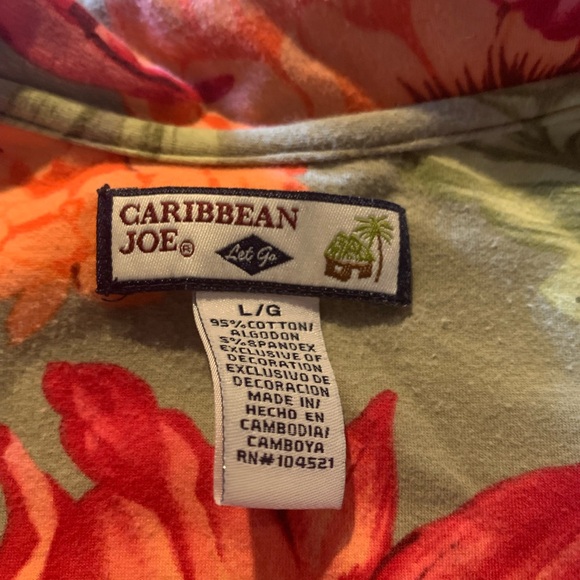 CARIBBEAN
JOE®
Let Go
L/G
95% COTTON/
ALGODON
5% SPANDEX
EXCLUSIVE OF
DECORATION
EXCLUSIVO DE
DECORACION
MADE IN/
HECHO EN
CAMBODIA/
CAMBOYA
RN#104521